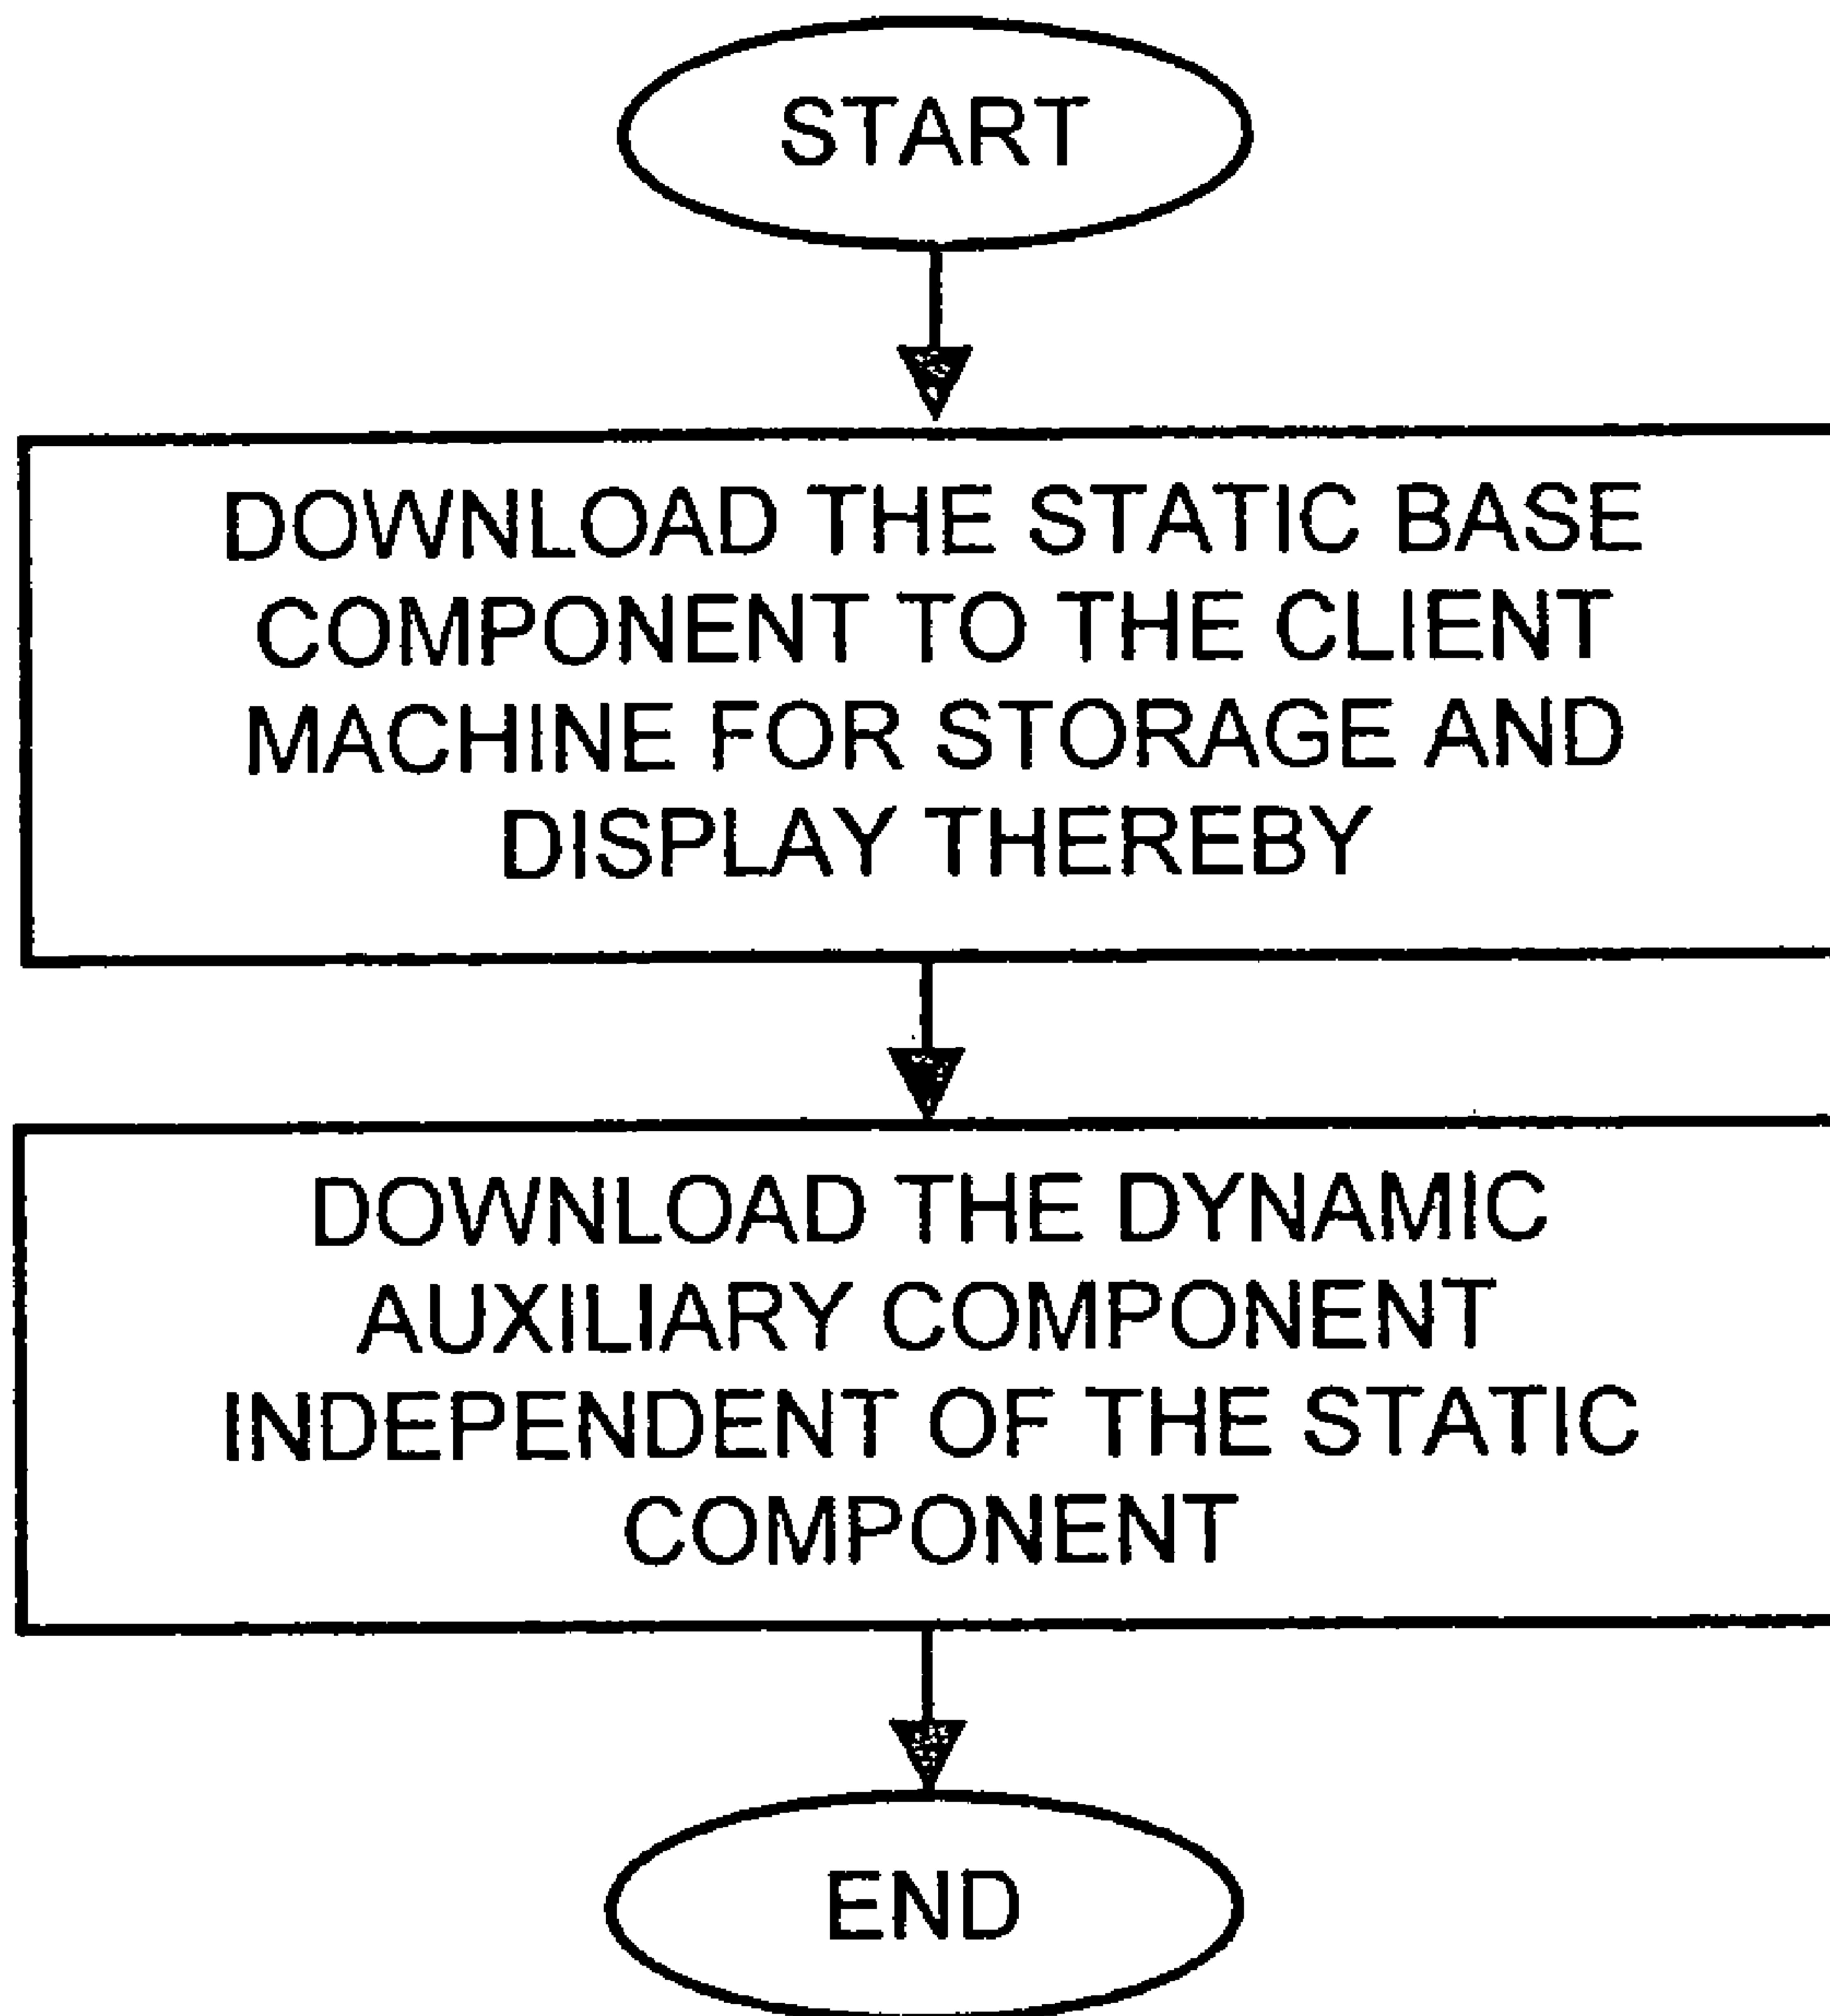 START
DOWNLOAD THE STATIC BASE
COMPONENT TO THE CLIENT
MACHINE FOR STORAGE AND
DISPLAY THEREBY
DOWNLOAD THE DYNAMIC
AUXILIARY COMPONENT
INDEPENDENT OF THE STATIC
COMPONENT
END